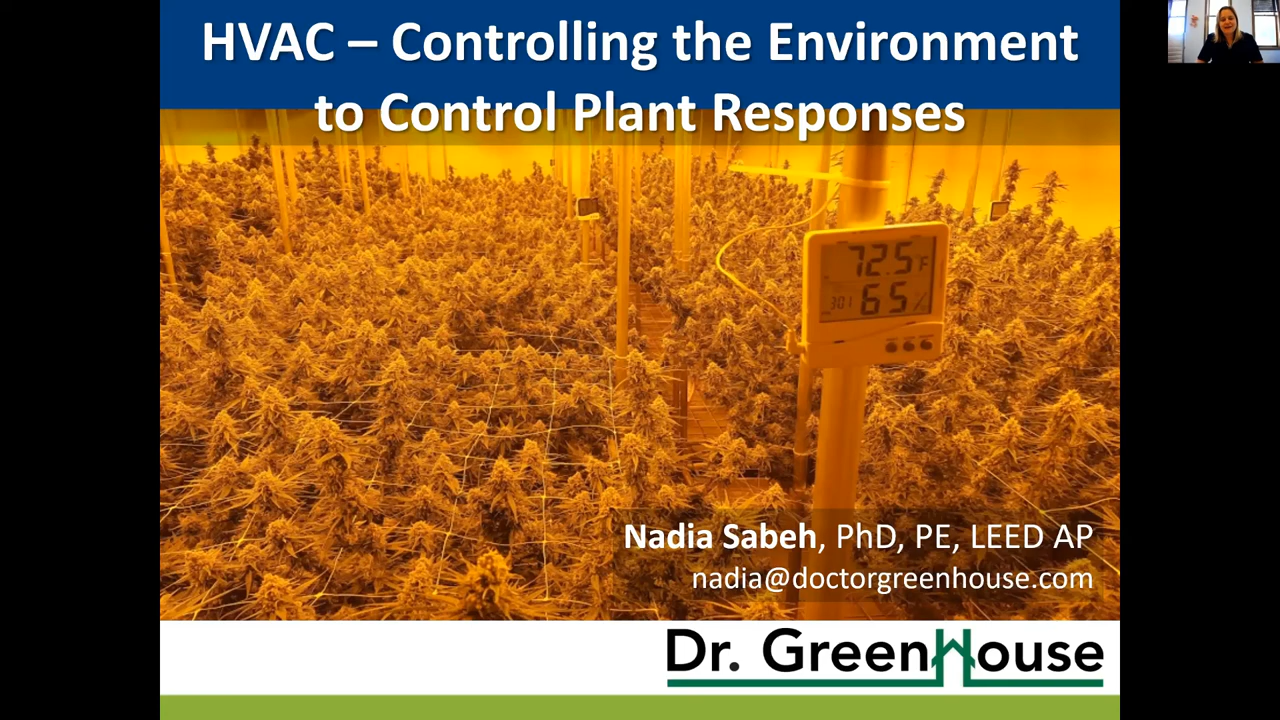 HVAC – Controlling the Environment
to Control Plant Responses
72.5 F
301 65 %
Nadia Sabeh, PhD, PE, LEED AP
nadia@doctorgreenhouse.com
Dr. GreenHouse